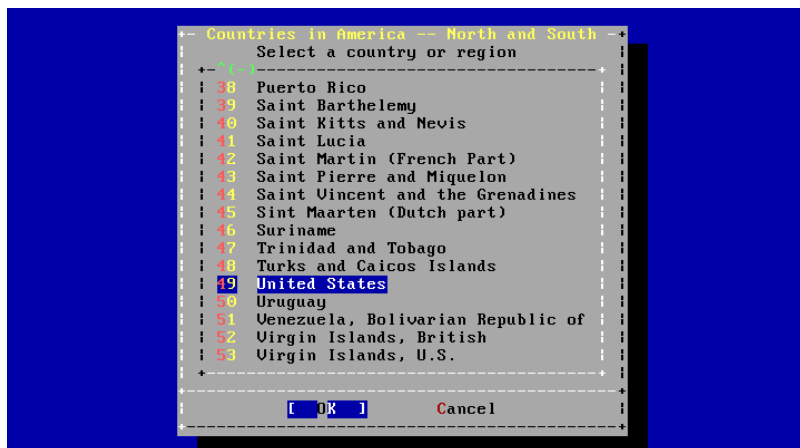 Countries in America -- North and South
Select a country or region
^(-)
38 Puerto Rico
39 Saint Barthelemy
40 Saint Kitts and Nevis
41 Saint Lucia
42 Saint Martin (French Part)
43 Saint Pierre and Miquelon
44 Saint Vincent and the Grenadines
45 Sint Maarten (Dutch part)
46 Suriname
47 Trinidad and Tobago
48 Turks and Caicos Islands
49 United States
50 Uruguay
51 Venezuela, Bolivarian Republic of
52 Virgin Islands, British
53 Virgin Islands, U.S.
[ OK ] Cancel